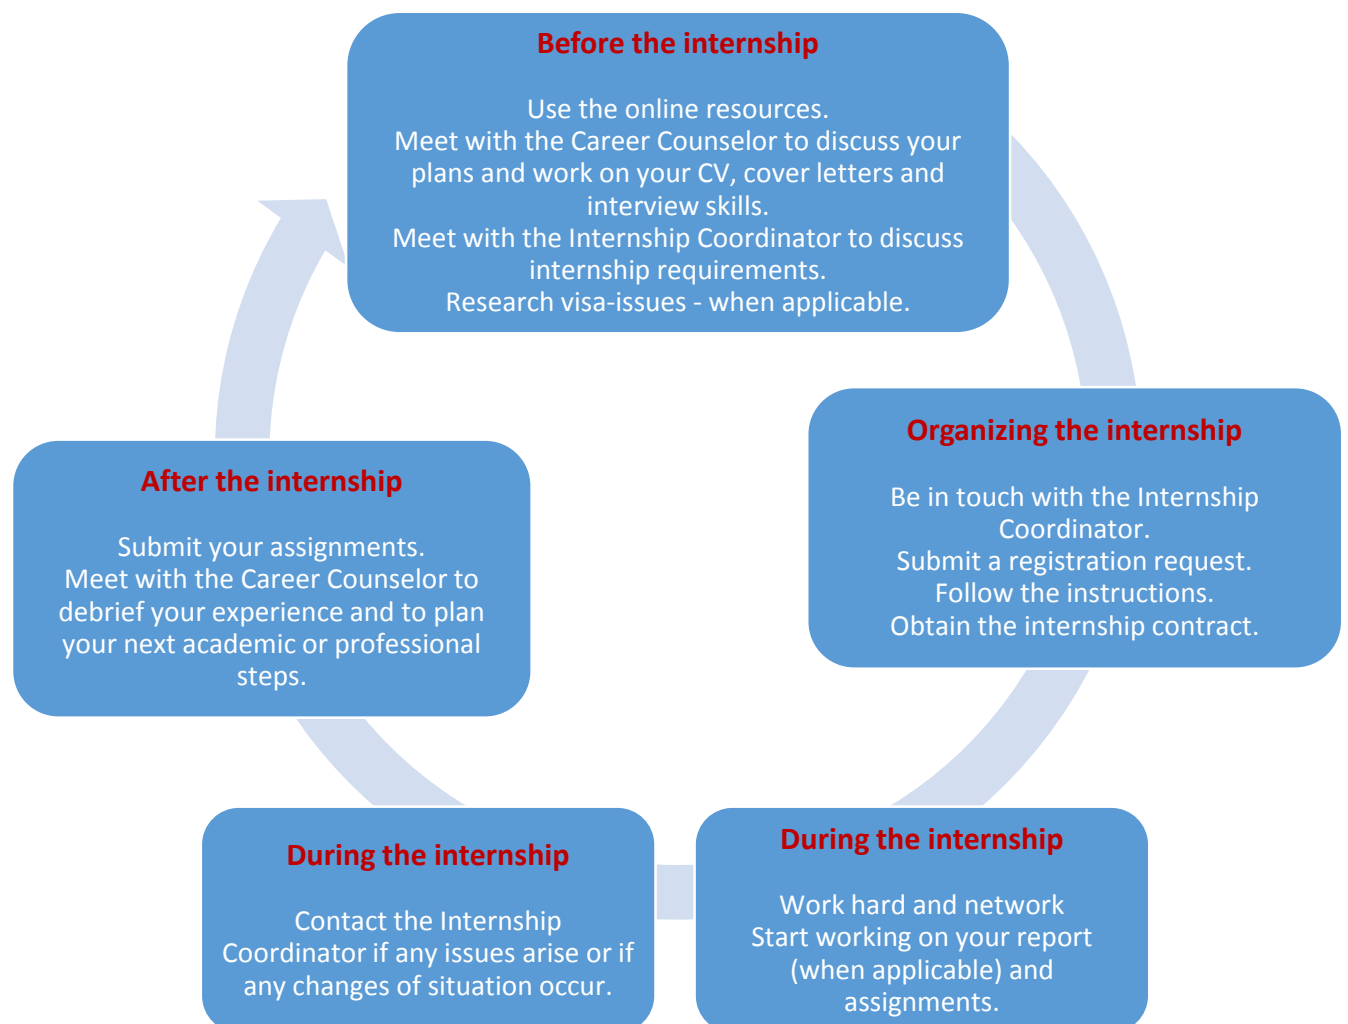 Before the internship
Use the online resources.
Meet with the Career Counselor to discuss your
plans and work on your CV, cover letters and
interview skills.
Meet with the Internship Coordinator to discuss
internship requirements.
Research visa-issues - when applicable.
Organizing the internship
Be in touch with the Internship
Coordinator.
Submit a registration request.
Follow the instructions.
Obtain the internship contract.
During the internship
Work hard and network
Start working on your report
(when applicable) and
assignments.
During the internship
Contact the Internship
Coordinator if any issues arise or if
any changes of situation occur.
After the internship
Submit your assignments.
Meet with the Career Counselor to
debrief your experience and to plan
your next academic or professional
steps.